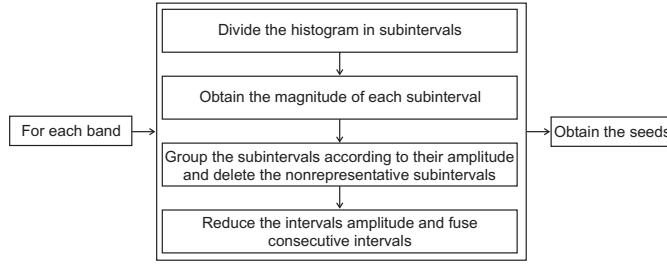 Divide the histogram in subintervals
Obtain the magnitude of each subinterval
For each band
Obtain the seeds
Group the subintervals according to their amplitude
and delete the nonrepresentative subintervals
Reduce the intervals amplitude and fuse
consecutive intervals